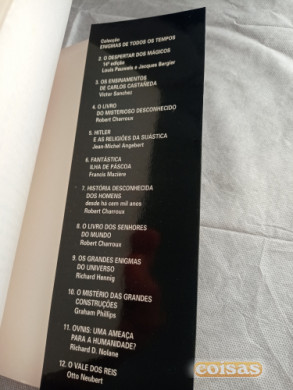 Colecção
ENIGMAS DE TODOS OS TEMPOS
2. O DESPERTAR DOS MÁGICOS
14ª edição
Louis Pauwels e Jacques Bergier
3. OS ENSINAMENTOS
DE CARLOS CASTAÑEDA
Victor Sanchez
4. O LIVRO
DO MISTERIOSO DESCONHECIDO
Robert Charroux
5. HITLER
E AS RELIGIÕES DA SUÁSTICA
Jean-Michel Angebert
6. FANTÁSTICA
ILHA DE PÁSCOA
Francis Mazière
7. HISTÓRIA DESCONHECIDA
DOS HOMENS
desde há cem mil anos
Robert Charroux
8. O LIVRO DOS SENHORES
DO MUNDO
Robert Charroux
9. OS GRANDES ENIGMAS
DO UNIVERSO
Richard Hennig
10. O MISTÉRIO DAS GRANDES
CONSTRUÇÕES
Graham Phillips
11. OVNIS: UMA AMEAÇA
PARA A HUMANIDADE?
Richard D. Nolane
12. O VALE DOS REIS
Otto Neubert
coisas